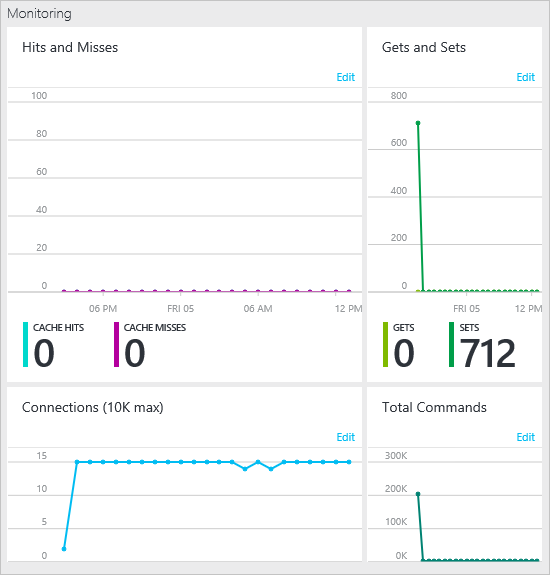 Monitoring
Hits and Misses
Edit
100
80
60
40
20
0
06 PM
FRI 05
06 AM
12 PM
CACHE HITS
0
CACHE MISSES
0
Gets and Sets
Edit
800
600
400
200
0
FRI 05
12 PM
GETS
0
SETS
712
Connections (10K max)
Edit
15
10
5
0
Total Commands
Edit
300K
200K
100K
0K